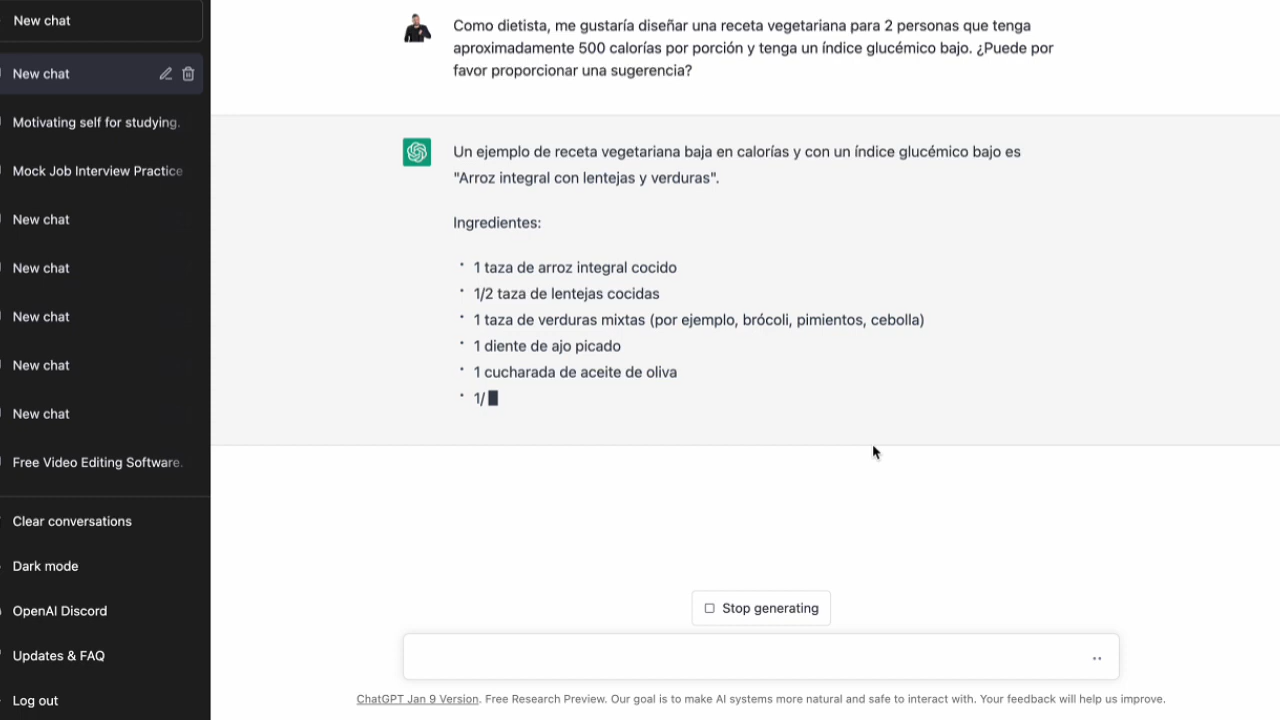 New chat
New chat
Motivating self for studying.
Mock Job Interview Practice
New chat
New chat
New chat
New chat
New chat
Free Video Editing Software.
Clear conversations
Dark mode
OpenAI Discord
Updates & FAQ
Log out
Como dietista, me gustaría diseñar una receta vegetariana para 2 personas que tenga
aproximadamente 500 calorías por porción y tenga un índice glucémico bajo. ¿Puede por
favor proporcionar una sugerencia?
Un ejemplo de receta vegetariana baja en calorías y con un índice glucémico bajo es
"Arroz integral con lentejas y verduras".
Ingredientes:
• 1 taza de arroz integral cocido
• 1/2 taza de lentejas cocidas
• 1 taza de verduras mixtas (por ejemplo, brócoli, pimientos, cebolla)
• 1 diente de ajo picado
• 1 cucharada de aceite de oliva
• 1/
Stop generating
ChatGPT Jan 9 Version. Free Research Preview. Our goal is to make AI systems more natural and safe to interact with. Your feedback will help us improve.